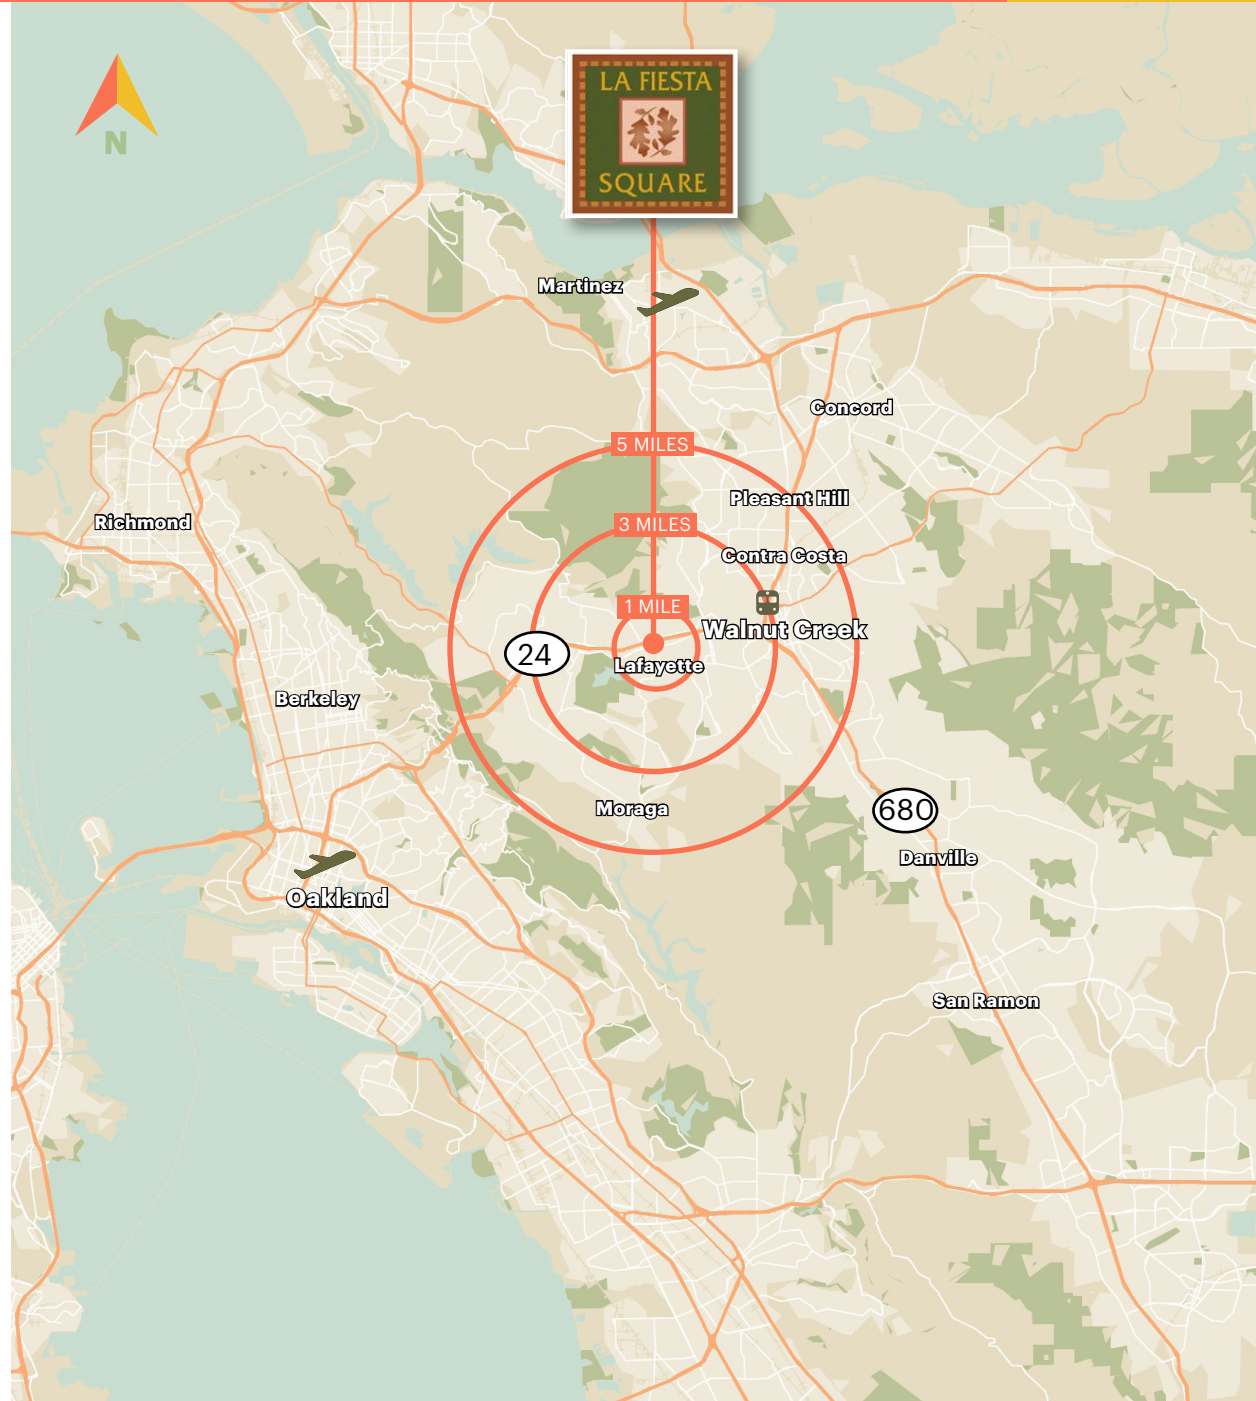 LA FIESTA
SQUARE
N
Martinez
Concord
5 MILES
Pleasant Hill
3 MILES
Richmond
Contra Costa
1 MILE
Walnut Creek
24
Lafayette
Berkeley
Moraga
680
Danville
Oakland
San Ramon